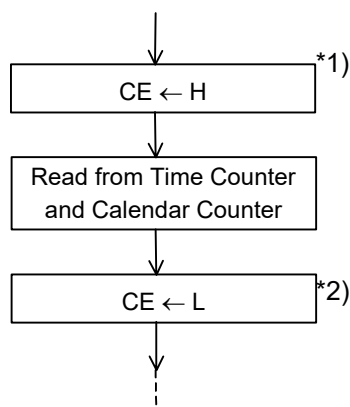 *1)
CE ← H
Read from Time Counter
and Calendar Counter
*2)
CE ← L